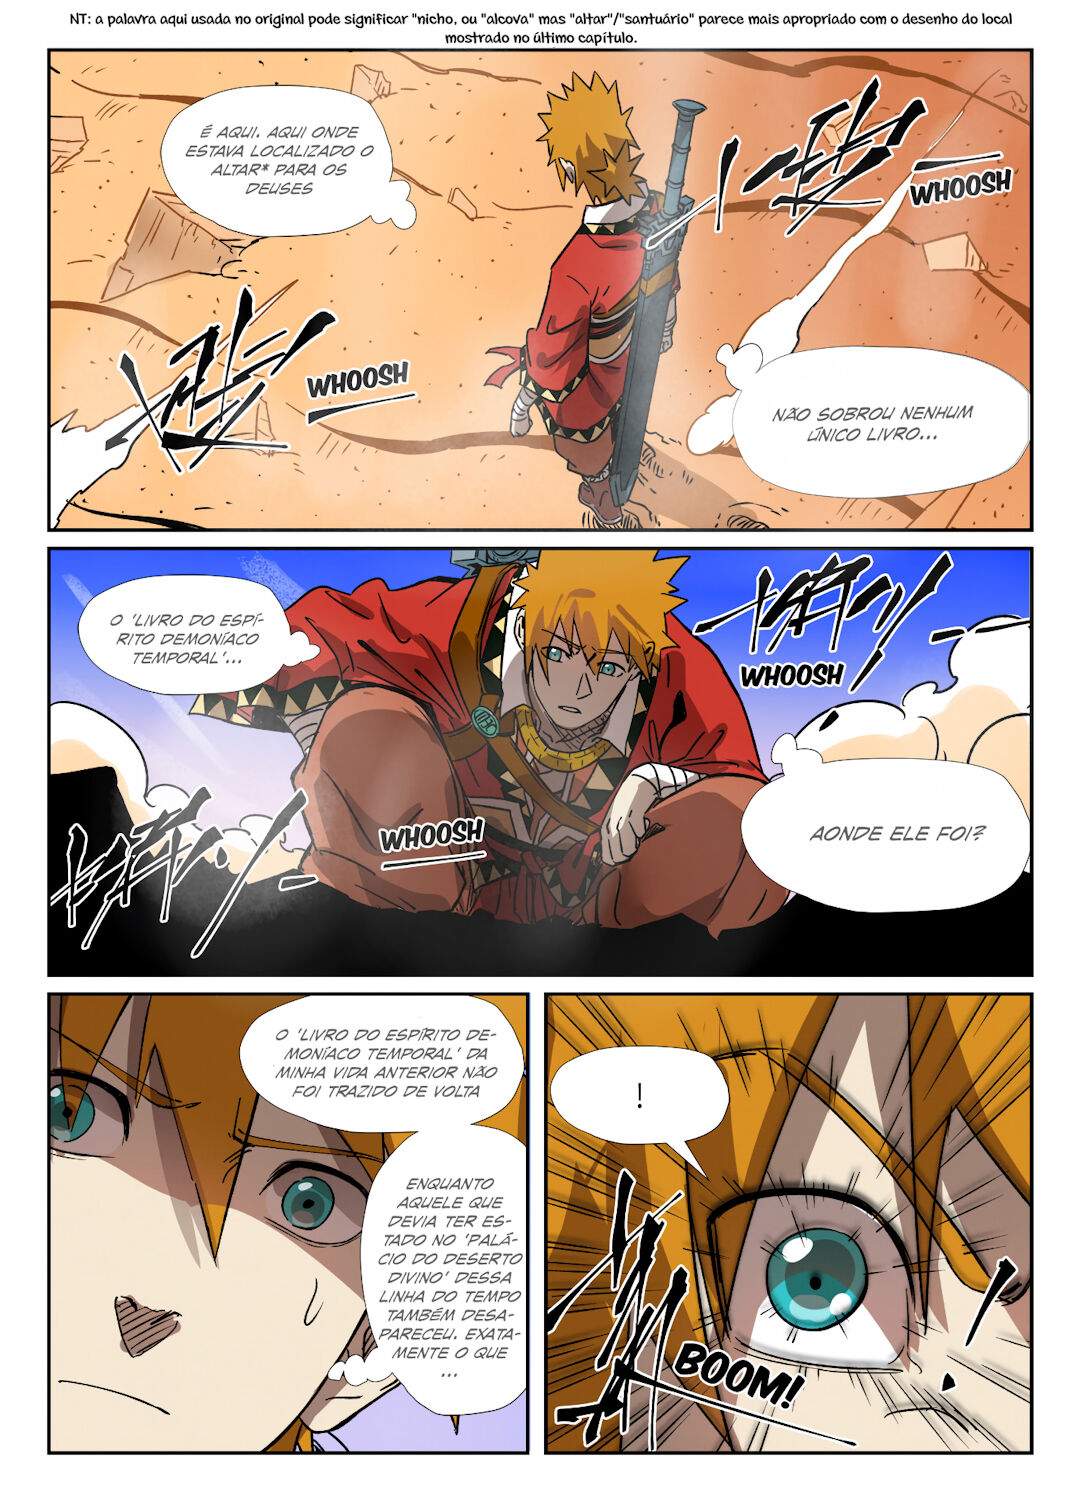 NT: a palavra aqui usada no original pode significar "nicho, ou "alcova" mas "altar"/"santuário" parece mais apropriado com o desenho do local
mostrado no último capítulo.
É AQUI. AQUI ONDE
ESTAVA LOCALIZADO O
ALTAR* PARA OS
DEUSES
WHOOSH
WHOOSH
NÃO SOBROU NENHUM
ÚNICO LIVRO...
O 'LIVRO DO ESPÍ-
RITO DEMONÍACO
TEMPORAL'...
WHOOSH
WHOOSH
AONDE ELE FOI?
O 'LIVRO DO ESPÍRITO DE-
MONÍACO TEMPORAL' DA
MINHA VIDA ANTERIOR NÃO
FOI TRAZIDO DE VOLTA
ENQUANTO
AQUELE QUE
DEVIA TER ES-
TADO NO 'PALÁ-
CIO DO DESERTO
DIVINO' DESSA
LINHA DO TEMPO
TAMBÉM DESA-
PARECEU. EXATA-
MENTE O QUE
...
!
BOOM!